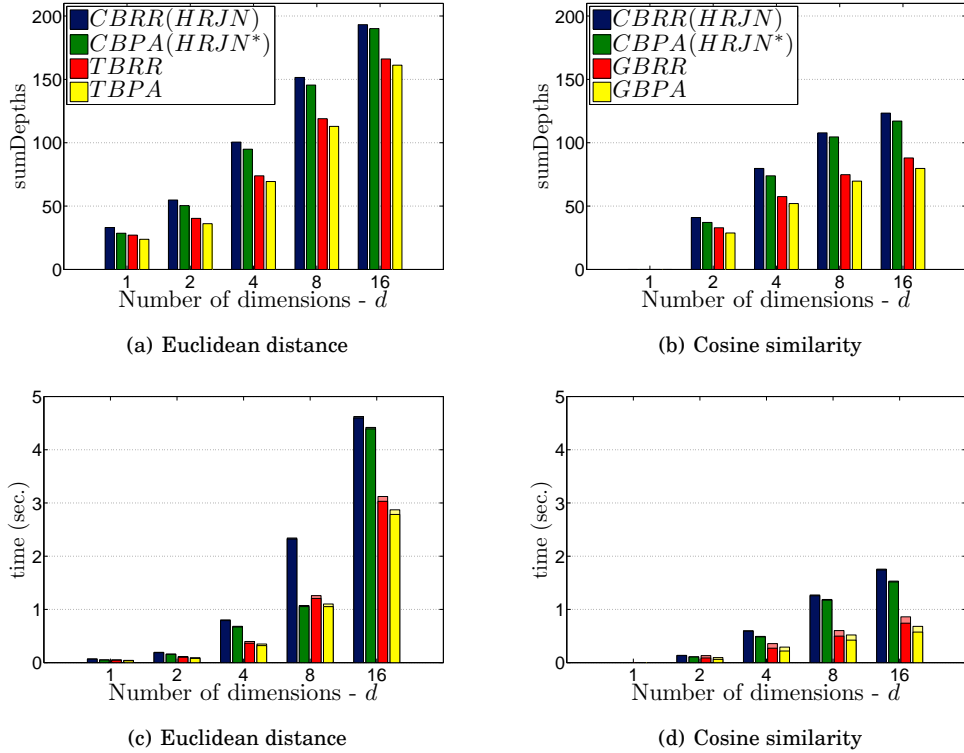 CBRR(HRJN)
CBPA(HRJN*)
TBRR
TBPA
200
150
100
50
0
sumDepths
1 2 4 8 16
Number of dimensions - d
(a) Euclidean distance
CBRR(HRJN)
CBPA(HRJN*)
GBRR
GBPA
200
150
100
50
0
sumDepths
1 2 4 8 16
Number of dimensions - d
(b) Cosine similarity
5
4
3
2
1
0
time (sec.)
1 2 4 8 16
Number of dimensions - d
(c) Euclidean distance
5
4
3
2
1
0
time (sec.)
1 2 4 8 16
Number of dimensions - d
(d) Cosine similarity